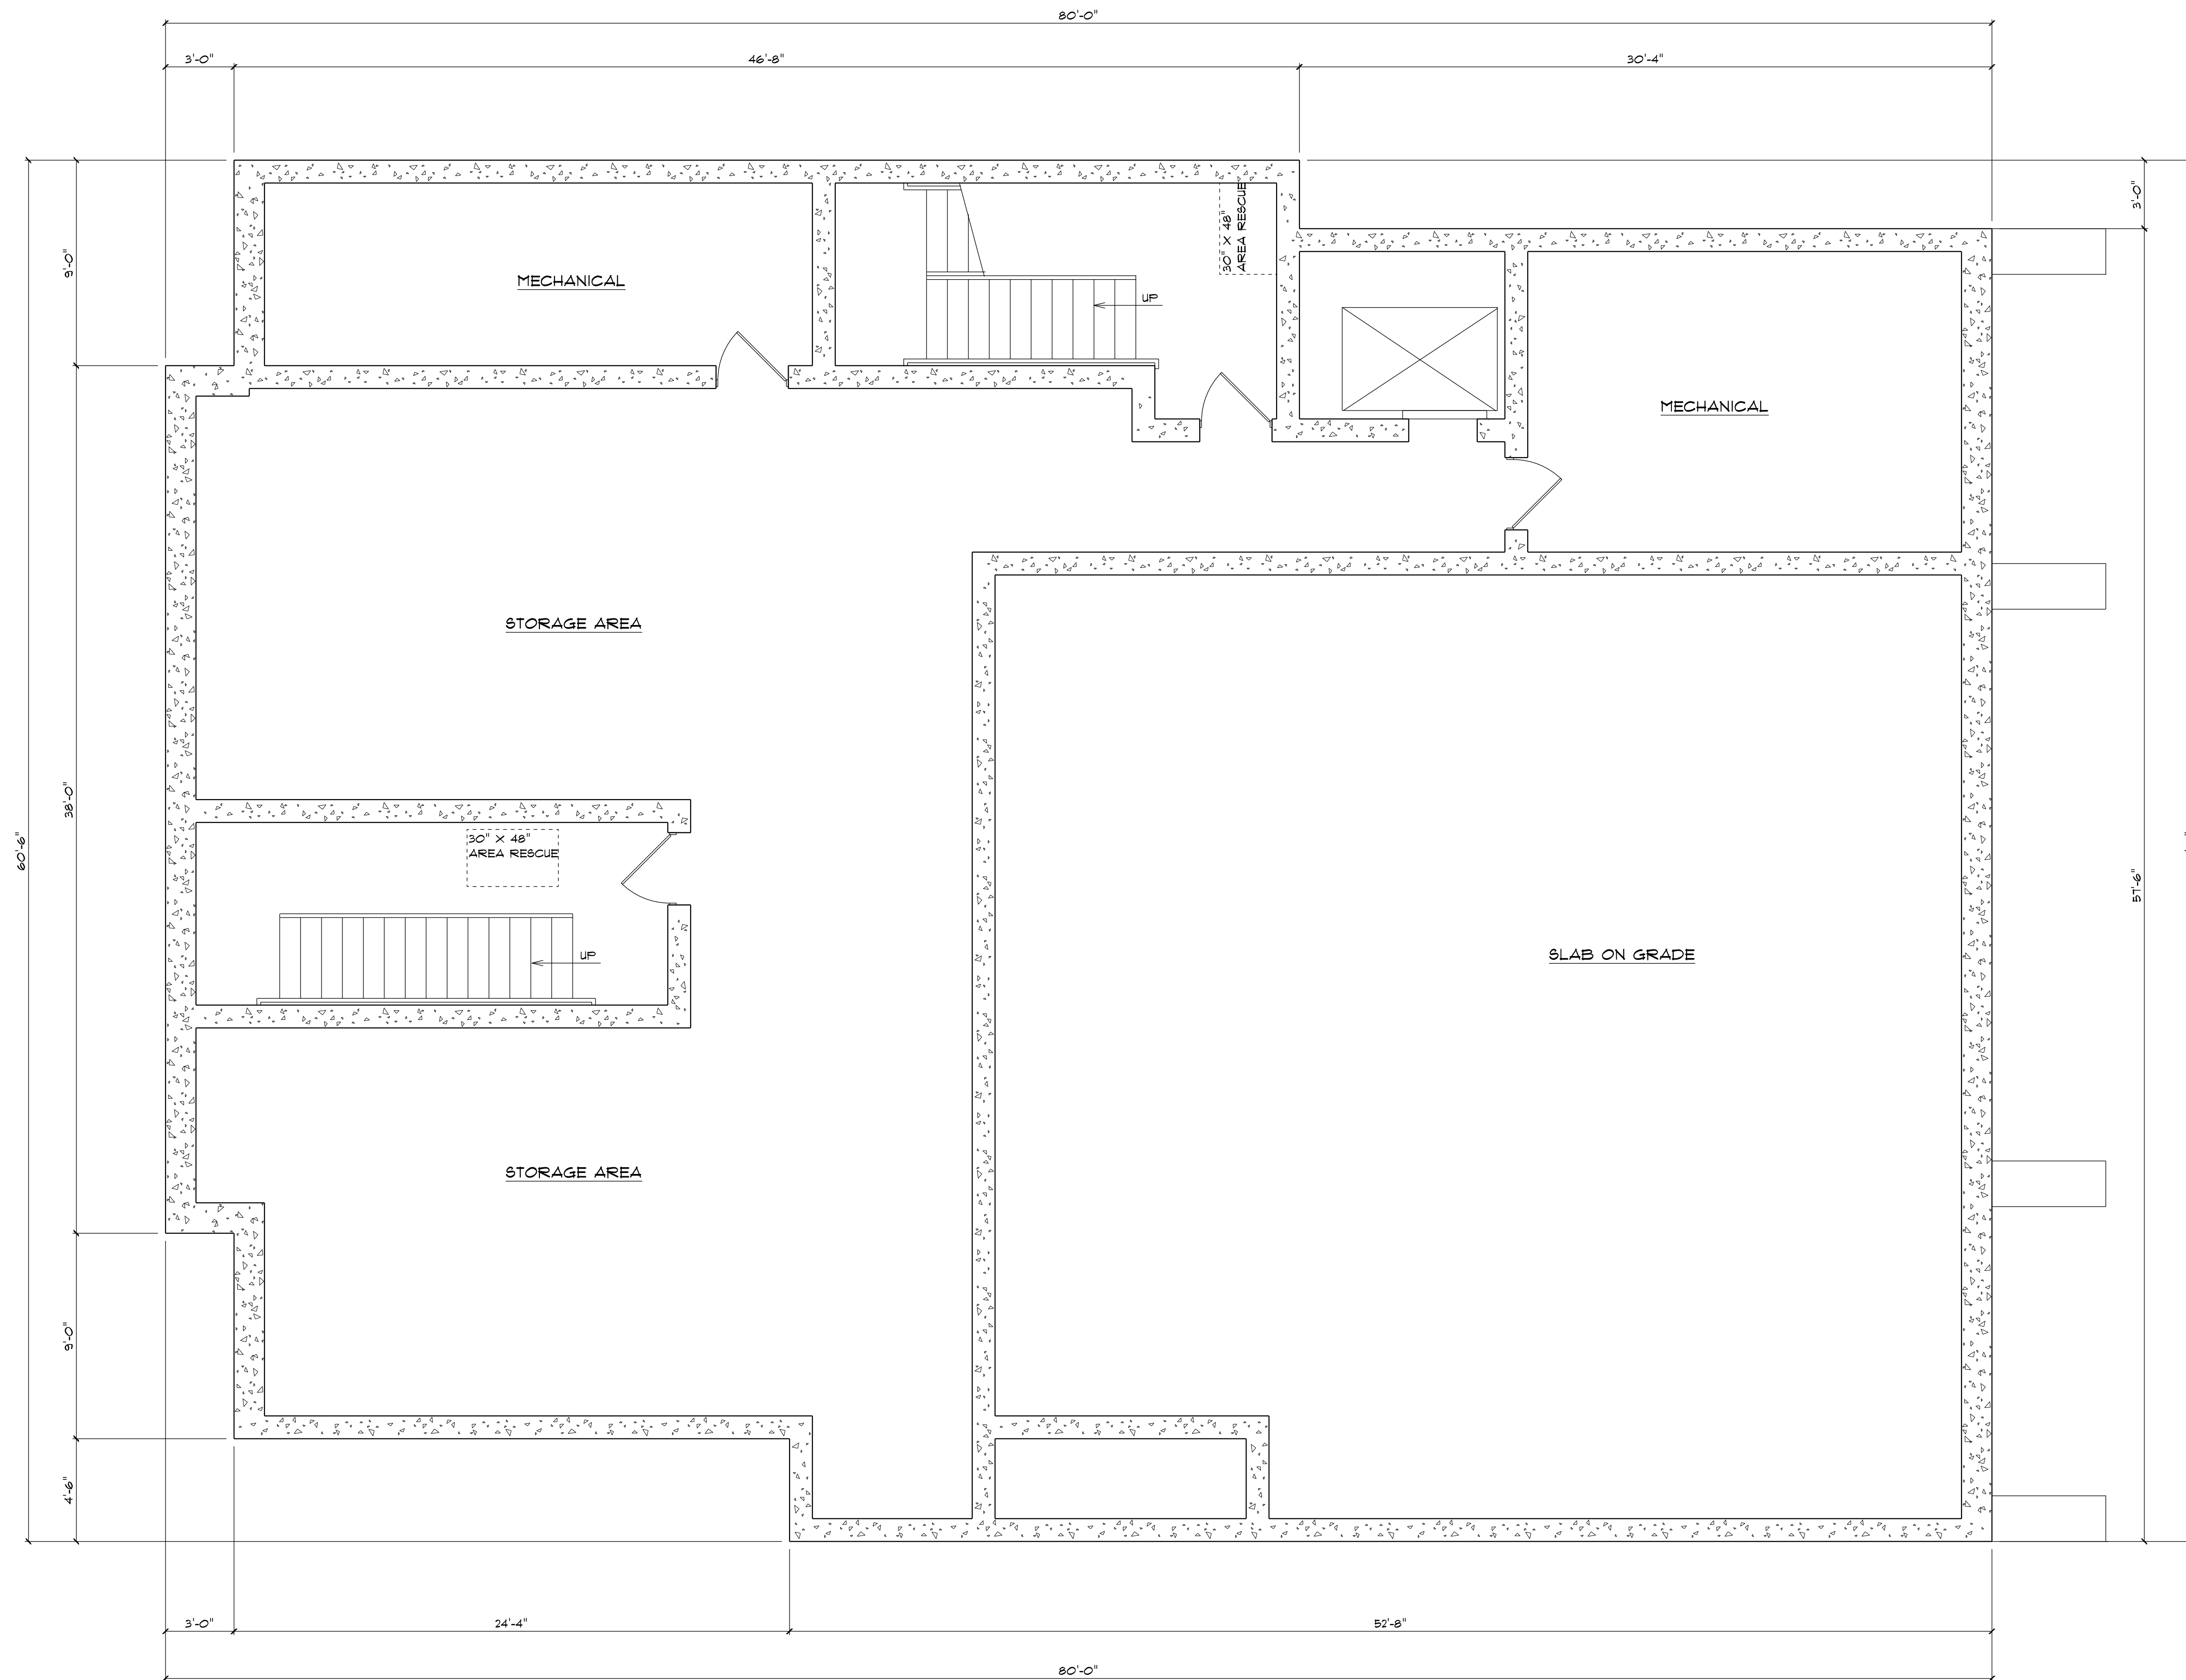 80'-0"
3'-0"
46'-8"
30'-4"
3'-0"
9'-0"
30" X 48"
AREA RESCUE
MECHANICAL
UP
MECHANICAL
STORAGE AREA
38'-0"
60'-6"
30" X 48"
AREA RESCUE
57'-6"
UP
SLAB ON GRADE
STORAGE AREA
9'-0"
4'-6"
3'-0"
24'-4"
52'-8"
80'-0"